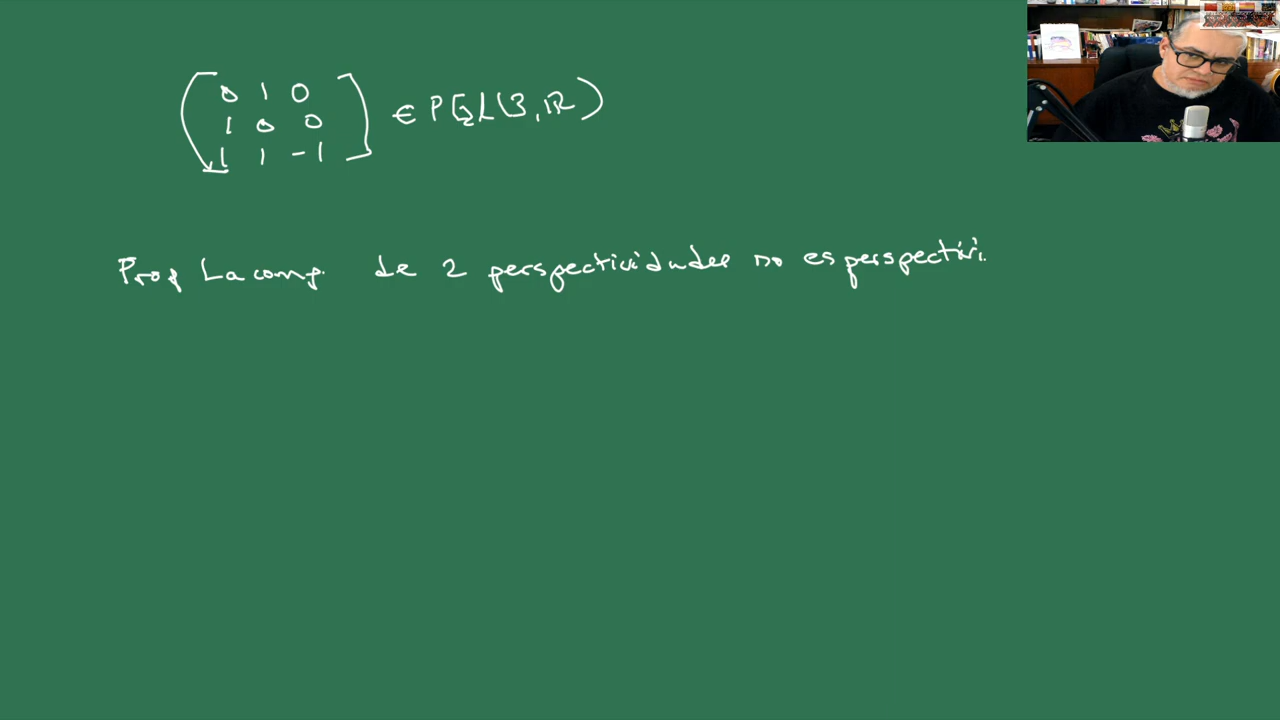 0 1 0
1 0 0 ∈ PGL(3, ℝ)
1 1 -1
Prop La comp. de 2 perspectividades no es perspectivi.